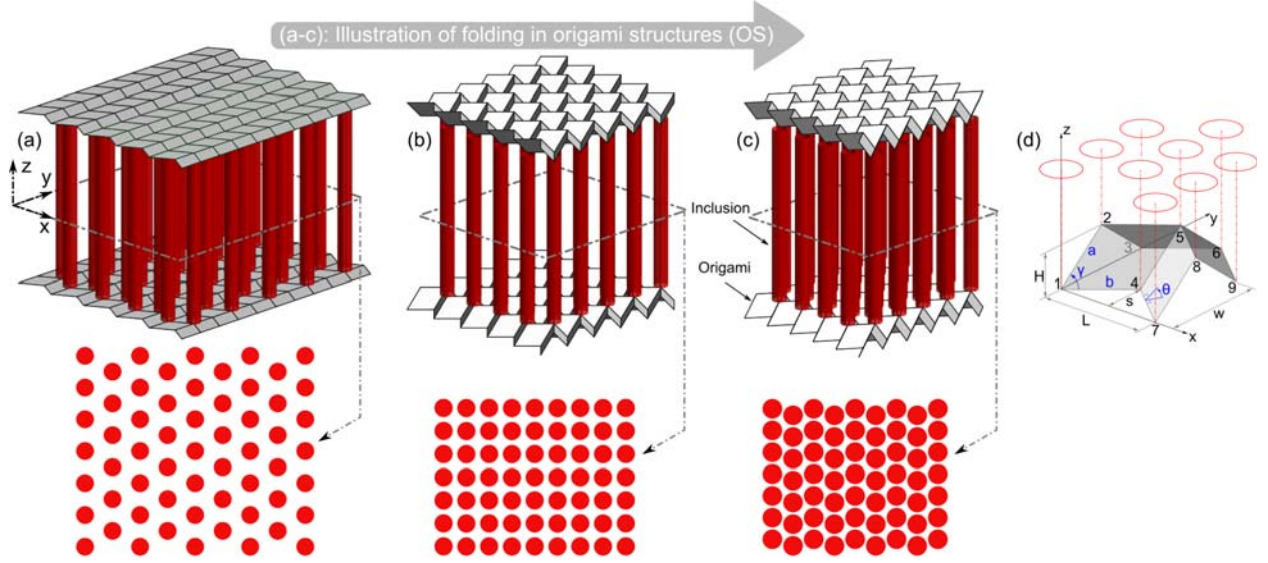 (a-c): Illustration of folding in origami structures (OS)
(a)
z
y
x
(b)
(c)
Inclusion
Origami
(d)
z
y
2
3
5
a
6
8
H
γ
1
b
4
θ
9
s
w
L
7
x